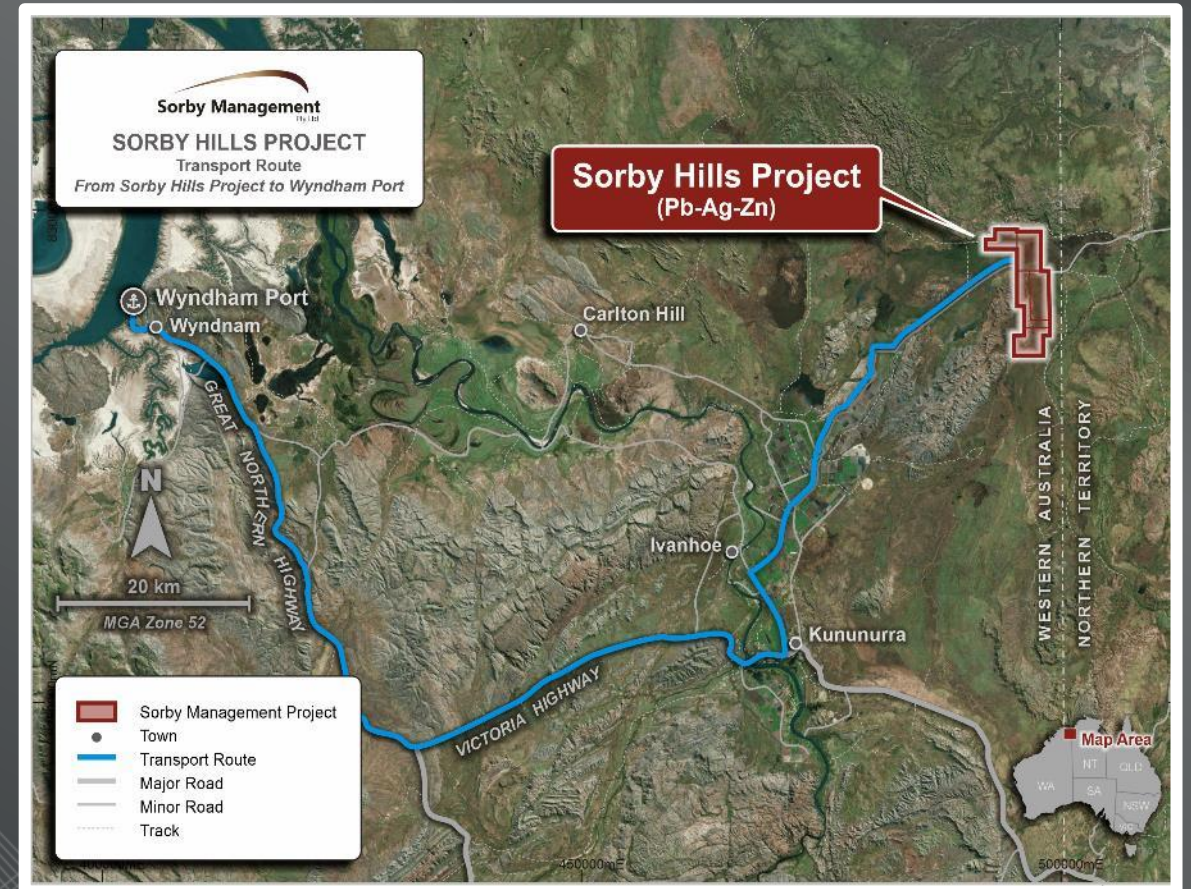 Sorby Management
Pty Ltd
SORBY HILLS PROJECT
Transport Route
From Sorby Hills Project to Wyndham Port
Sorby Hills Project
(Pb-Ag-Zn)
Wyndham Port
Wyndnam
Carlton Hill
GREAT NORTHERN HIGHWAY
N
20 km
MGA Zone 52
Ivanhoe
Kununurra
VICTORIA HIGHWAY
WESTERN AUSTRALIA
NORTHERN TERRITORY
Sorby Management Project
Town
Transport Route
Major Road
Minor Road
Track
Map Area
WA
NT
QLD
SA
NSW
450000mE
500000mE